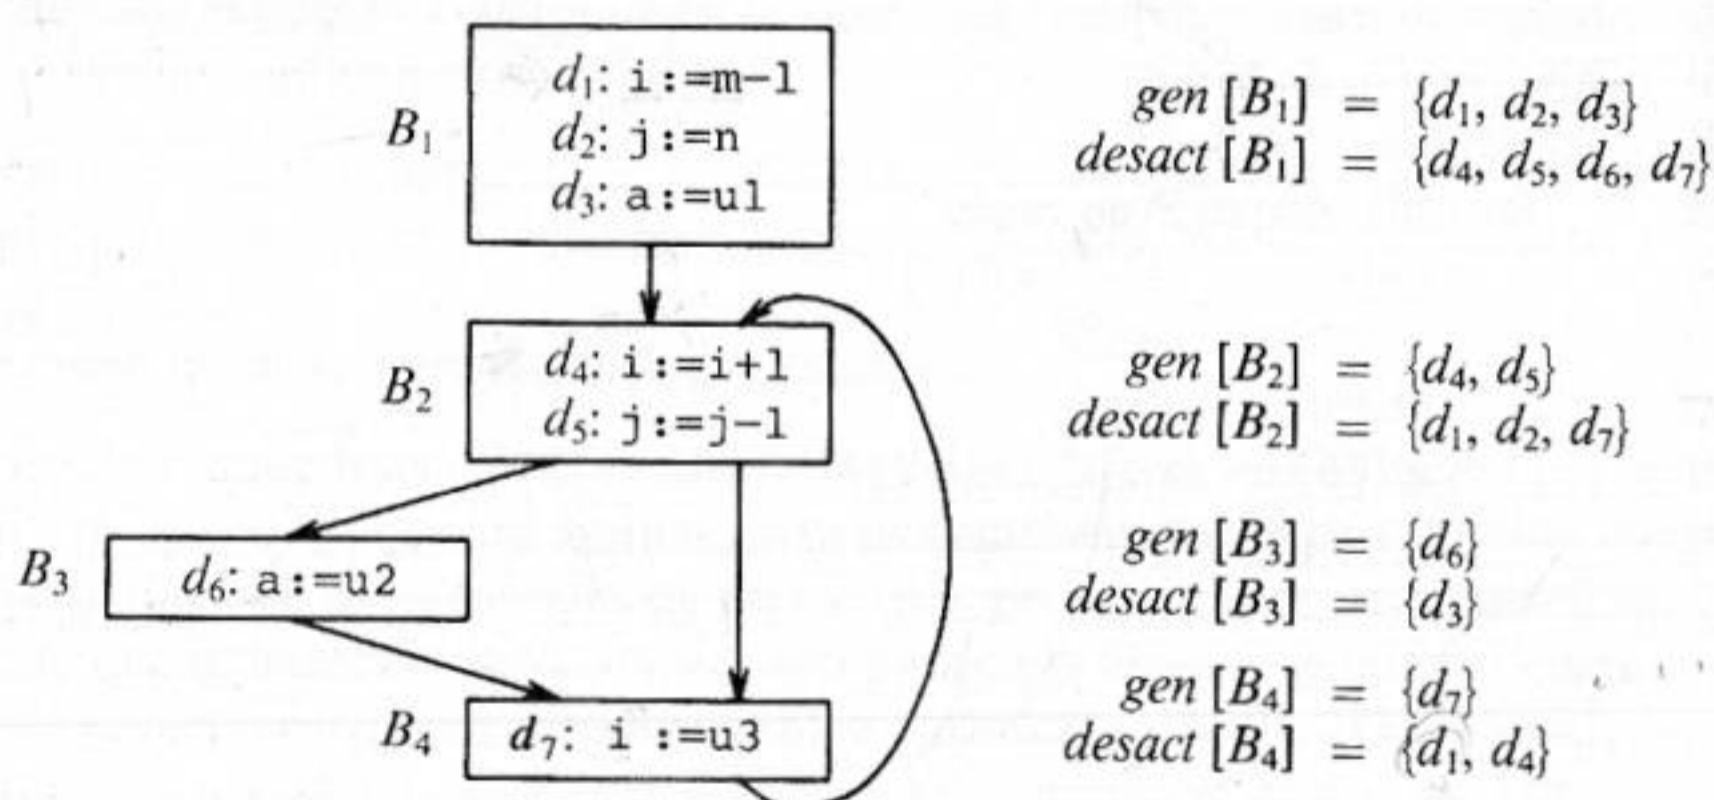 B₁
d₁: i:=m-1
d₂: j:=n
d₃: a:=u1
gen [B₁] = {d₁, d₂, d₃}
desact [B₁] = {d₄, d₅, d₆, d₇}
B₂
d₄: i:=i+1
d₅: j:=j-1
gen [B₂] = {d₄, d₅}
desact [B₂] = {d₁, d₂, d₇}
B₃
d₆: a:=u2
gen [B₃] = {d₆}
desact [B₃] = {d₃}
B₄
d₇: i :=u3
gen [B₄] = {d₇}
desact [B₄] = {d₁, d₄}